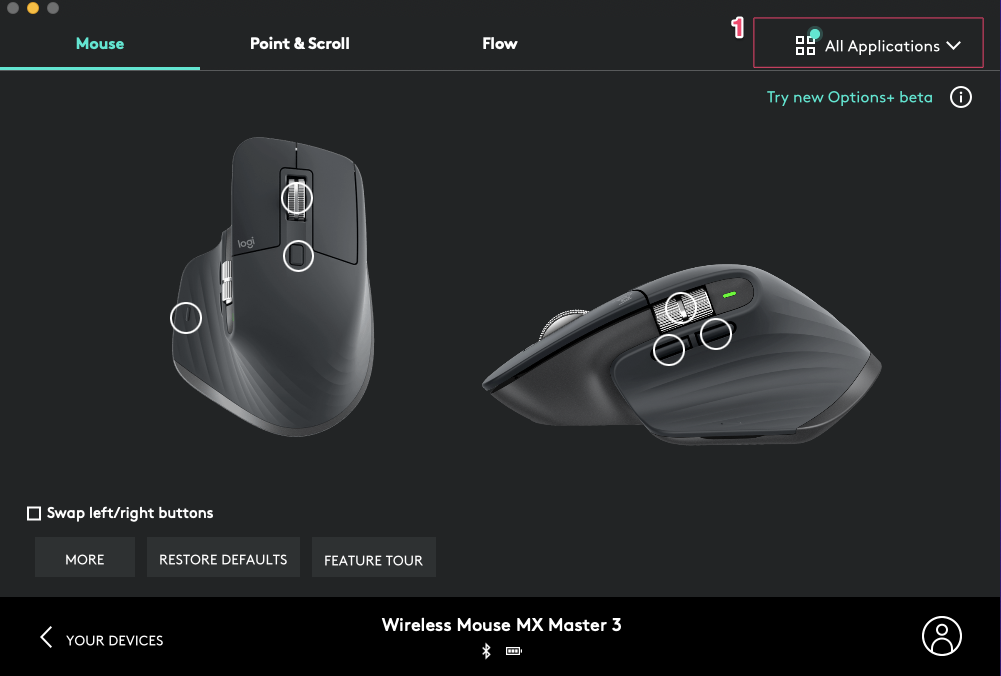 Mouse
Point & Scroll
Flow
1
All Applications
Try new Options+ beta
logi
Swap left/right buttons
MORE
RESTORE DEFAULTS
FEATURE TOUR
YOUR DEVICES
Wireless Mouse MX Master 3